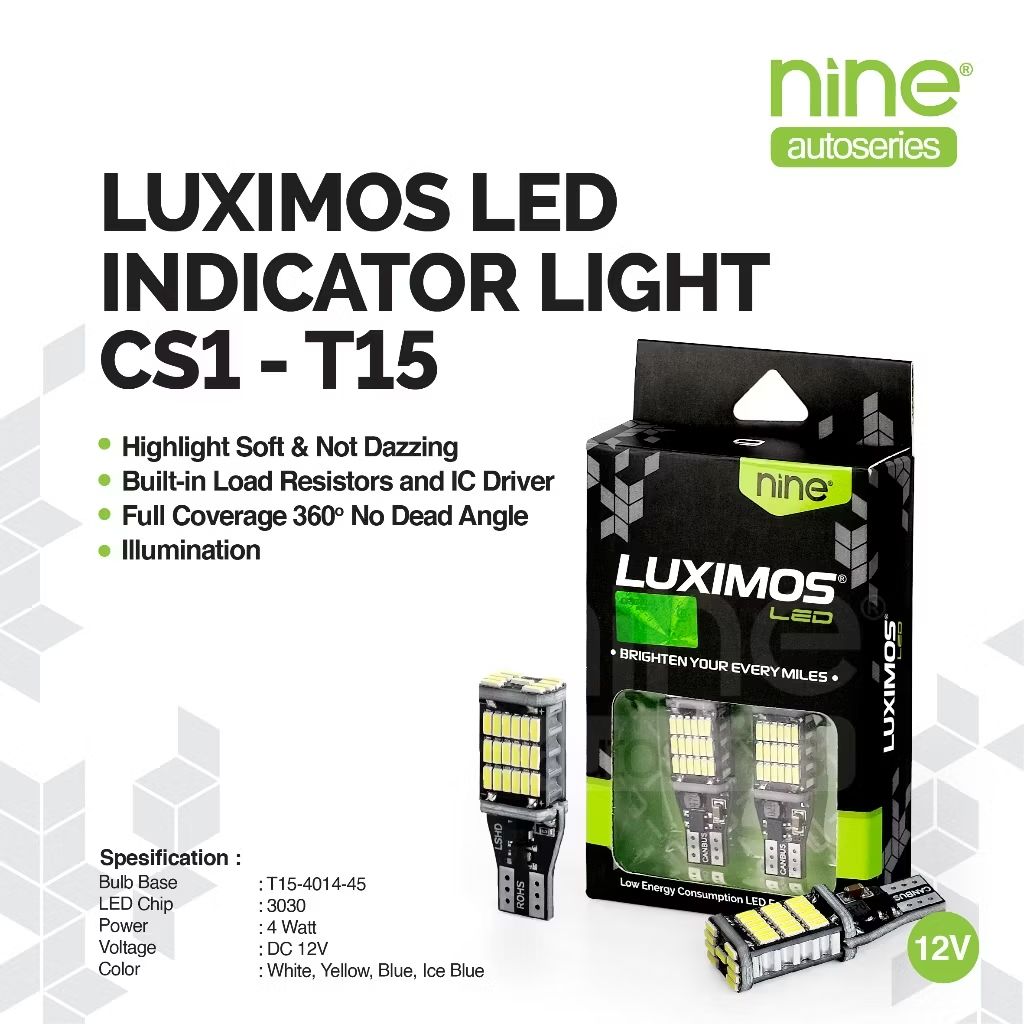 nine®
autoseries
LUXIMOS LED
INDICATOR LIGHT
CS1 - T15
• Highlight Soft & Not Dazzing
• Built-in Load Resistors and IC Driver
• Full Coverage 360º No Dead Angle
• Illumination
nine®
LUXIMOS®
LED
• BRIGHTEN YOUR EVERY MILES •
LUXIMOS®
LED
nine®
CANBUS
CANBUS
Low Energy Consumption LED
LSHD
ROHS
CANBUS
12V
Spesification :
Bulb Base : T15-4014-45
LED Chip : 3030
Power : 4 Watt
Voltage : DC 12V
Color : White, Yellow, Blue, Ice Blue